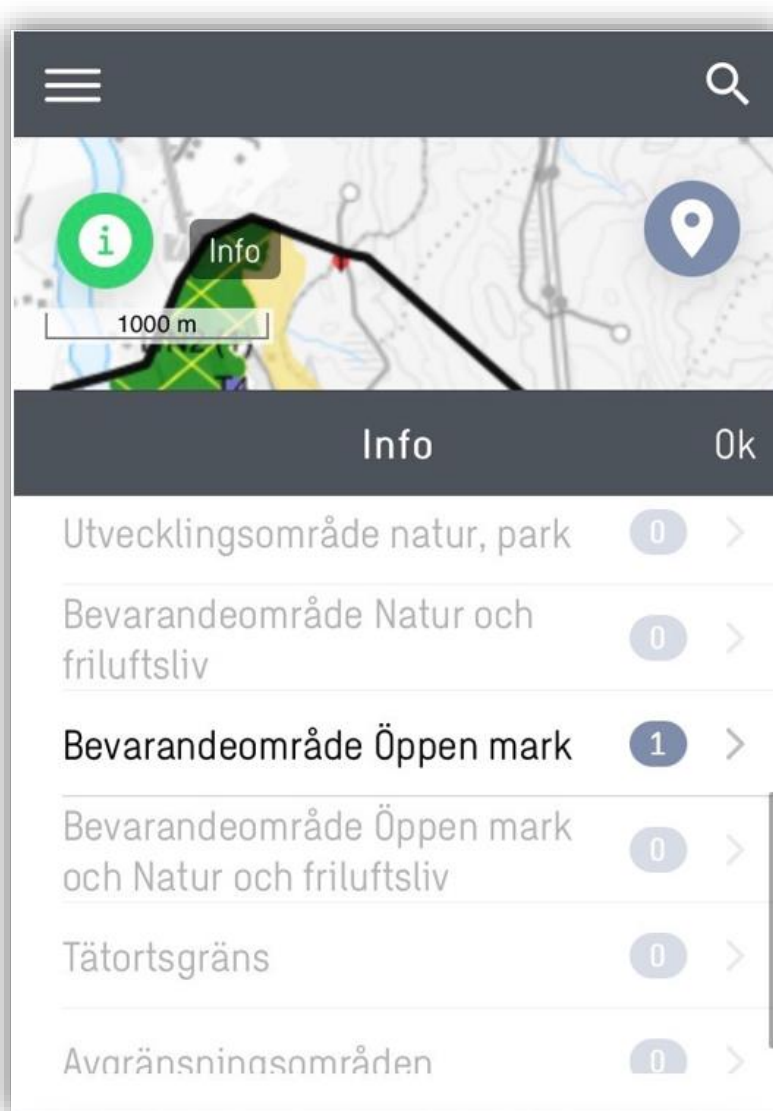 i
Info
1000 m
Info
Ok
Utvecklingsområde natur, park
0
Bevarandeområde Natur och
friluftsliv
0
Bevarandeområde Öppen mark
1
Bevarandeområde Öppen mark
och Natur och friluftsliv
0
Tätortsgräns
0
Avgränsningsområden
0